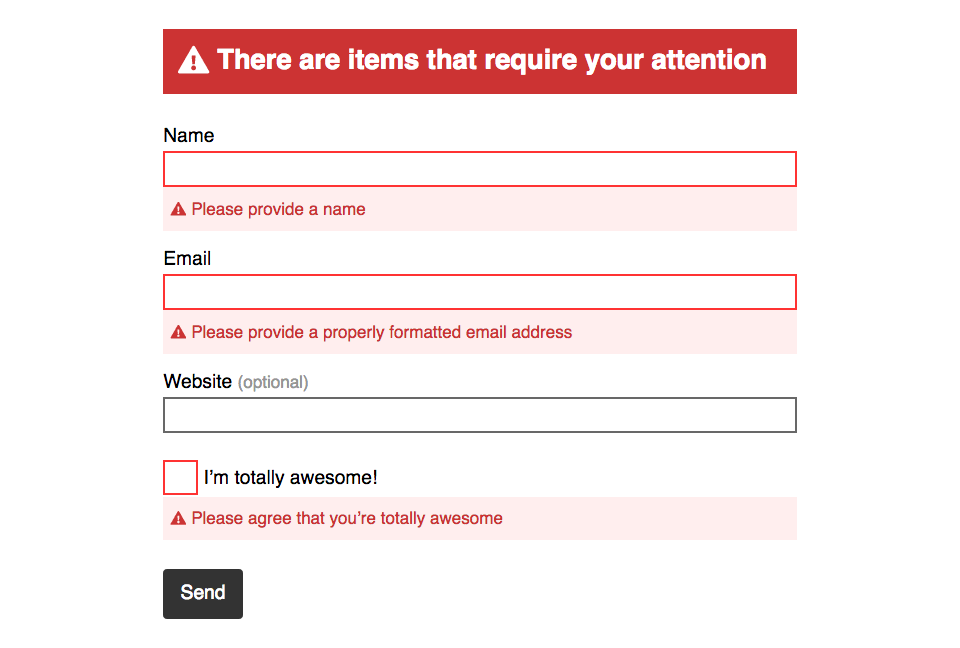 There are items that require your attention
Name
Please provide a name
Email
Please provide a properly formatted email address
Website (optional)
I’m totally awesome!
Please agree that you’re totally awesome
Send